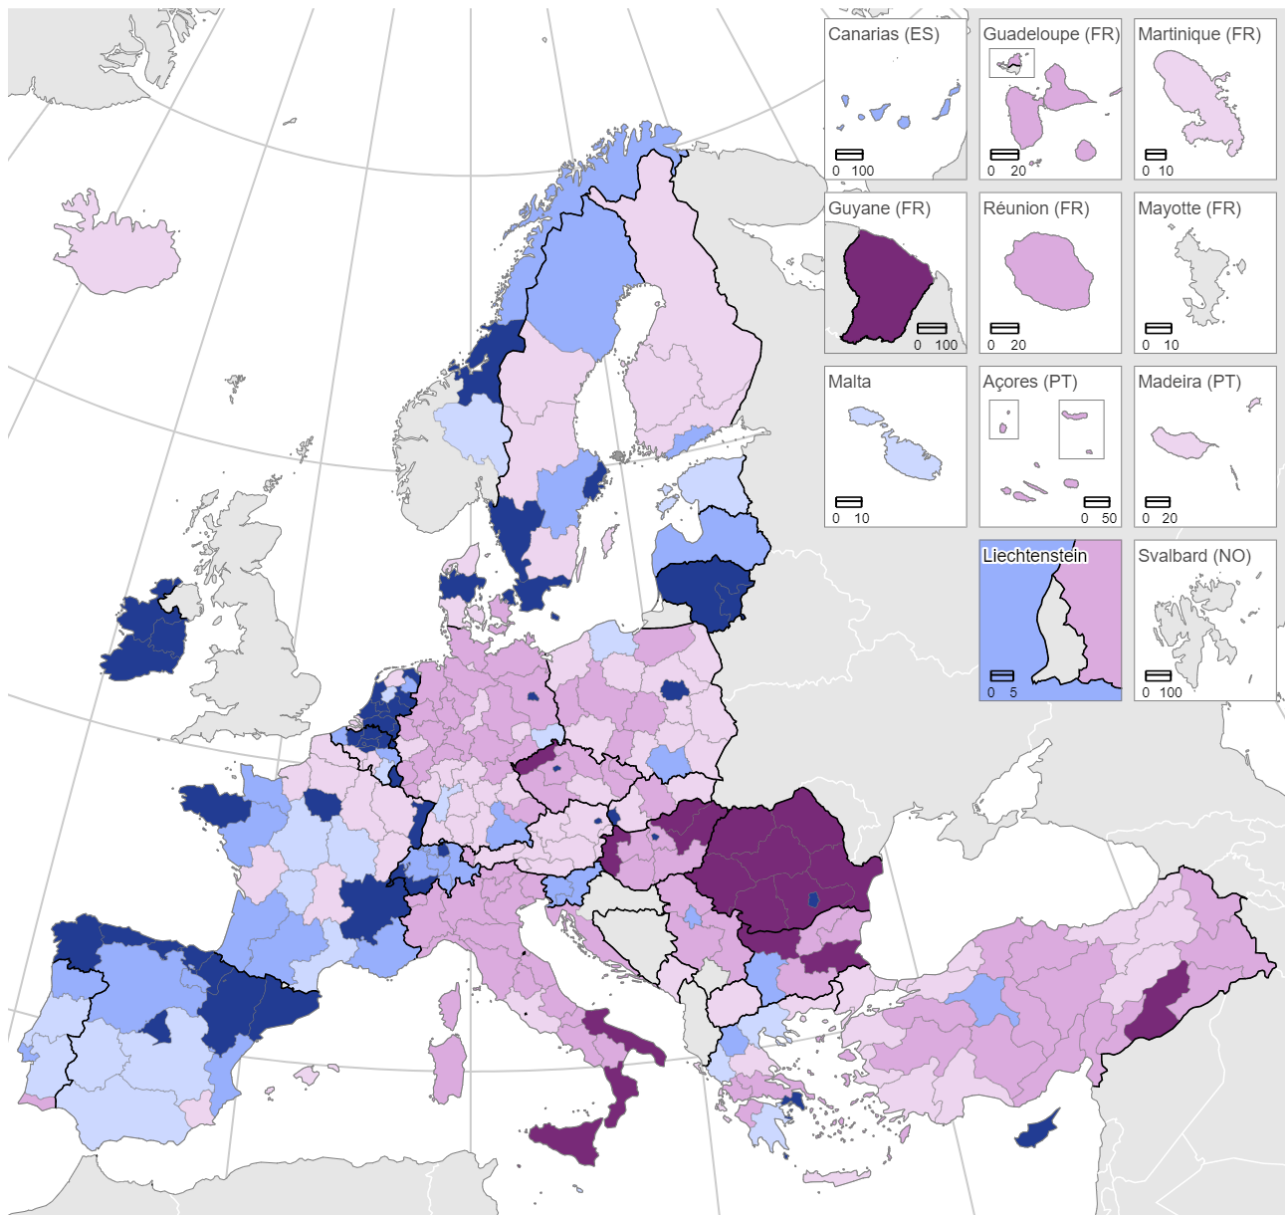 Canarias (ES)
0 100
Guadeloupe (FR)
0 20
Martinique (FR)
0 10
Guyane (FR)
0 100
Réunion (FR)
0 20
Mayotte (FR)
0 10
Malta
0 10
Açores (PT)
0 50
Madeira (PT)
0 20
Liechtenstein
0 5
Svalbard (NO)
0 100